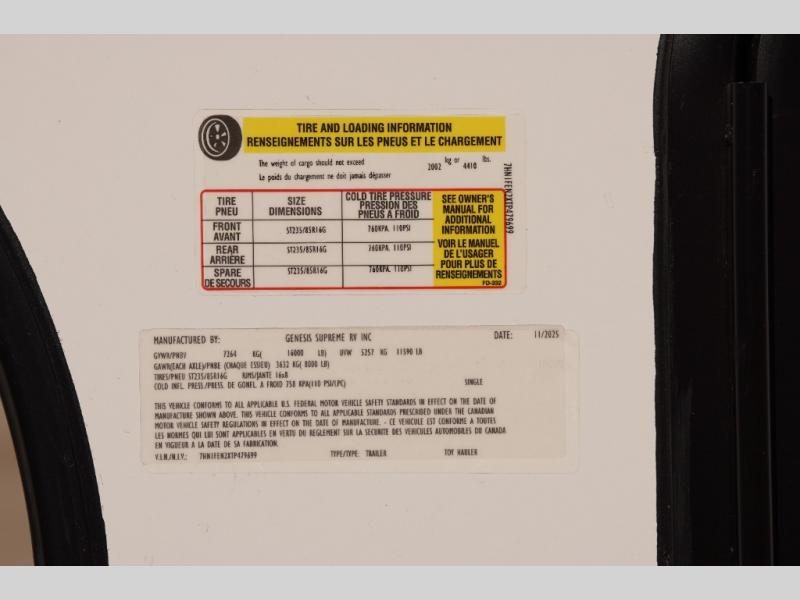 TIRE AND LOADING INFORMATION
RENSEIGNEMENTS SUR LES PNEUS ET LE CHARGEMENT
The weight of cargo should not exceed 2002 kg or 4410 lbs.
Le poids du chargement ne doit jamais dépasser
7HN1FEN2XTP479699
TIRE PNEU SIZE DIMENSIONS COLD TIRE PRESSURE PRESSION DES PNEUS A FROID
FRONT AVANT ST235/85R16G 760KPA, 110PSI
REAR ARRIÈRE ST235/85R16G 760KPA, 110PSI
SPARE DE SECOURS ST235/85R16G 760KPA, 110PSI
SEE OWNER'S
MANUAL FOR
ADDITIONAL
INFORMATION
VOIR LE MANUEL
DE L'USAGER
POUR PLUS DE
RENSEIGNEMENTS
FD-332
MANUFACTURED BY: GENESIS SUPREME RV INC DATE: 11/2025
GVWR/PNBV 7264 KG( 16000 LB) UVW 5257 KG 11590 LB
GAWR(EACH AXLE)/PNBE (CHAQUE ESSIEU) 3632 KG( 8000 LB)
TIRES/PNEU ST235/85R16G RIMS/JANTE 16x8
COLD INFL. PRESS/PRESS. DE GONFL. A FROID 758 KPA(110 PSI/LPC) SINGLE
THIS VEHICLE CONFORMS TO ALL APPLICABLE U.S. FEDERAL MOTOR VEHICLE SAFETY STANDARDS IN EFFECT ON THE DATE OF
MANUFACTURE SHOWN ABOVE. THIS VEHICLE CONFORMS TO ALL APPLICABLE STANDARDS PRESCRIBED UNDER THE CANADIAN
MOTOR VEHICLE SAFETY REGULATIONS IN EFFECT ON THE DATE OF MANUFACTURE. - CE VEHICULE EST CONFORME A TOUTES
LES NORMES QUI LUI SONT APPLICABLES EN VERTU DU REGLEMENT SUR LA SECURITE DES VEHICULES AUTOMOBILES DU CANADA
EN VIGUEUR A LA DATE DE SA FABRICATION.
V.I.N./N.I.V.: 7HN1FEN2XTP479699 TYPE/TYPE: TRAILER TOY HAULER